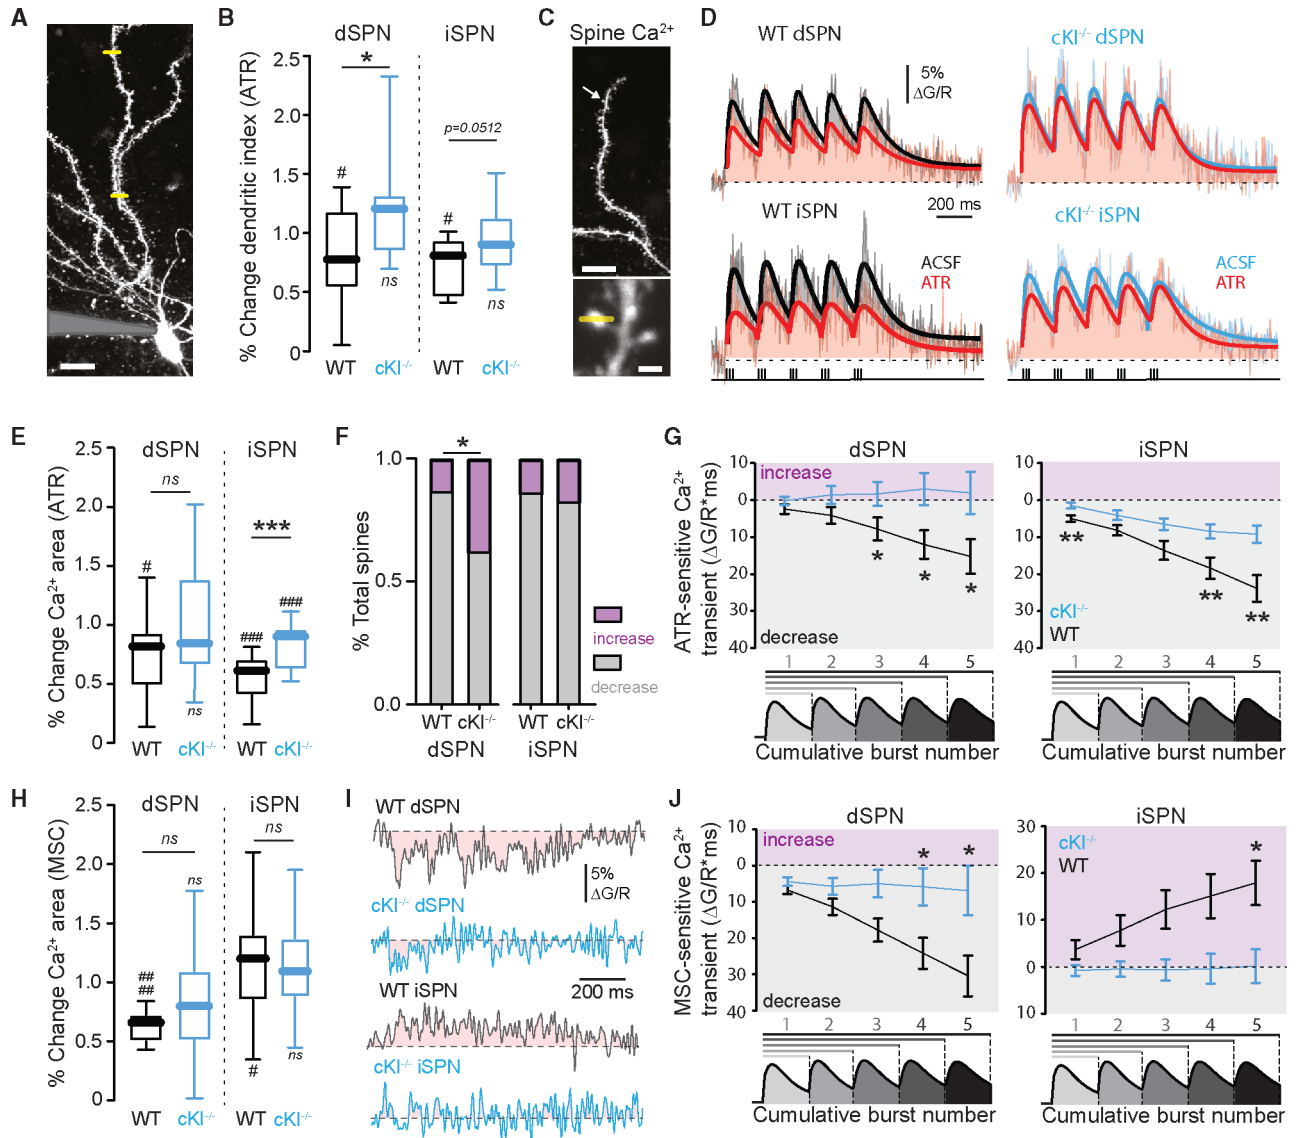 A
B
dSPN
iSPN
% Change dendritic index (ATR)
2.5
2.0
1.5
1.0
0.5
0
*
#
ns
p=0.0512
#
ns
WT
cKI-/-
WT
cKI-/-
C
Spine Ca2+
D
WT dSPN
5%
ΔG/R
cKI-/- dSPN
200 ms
WT iSPN
ACSF
ATR
cKI-/- iSPN
ACSF
ATR
E
dSPN
iSPN
% Change Ca2+ area (ATR)
2.5
2.0
1.5
1.0
0.5
0
ns
#
ns
***
###
###
WT
cKI-/-
WT
cKI-/-
F
% Total spines
1.0
0.5
0.0
*
increase
decrease
WT cKI-/-
dSPN
WT cKI-/-
iSPN
G
dSPN
ATR-sensitive Ca2+
transient (ΔG/R*ms)
10
0
10
20
30
40
increase
decrease
*
*
*
1 2 3 4 5
Cumulative burst number
iSPN
10
0
10
20
30
40
**
**
**
cKI-/-
WT
1 2 3 4 5
Cumulative burst number
H
dSPN
iSPN
% Change Ca2+ area (MSC)
2.5
2.0
1.5
1.0
0.5
0
ns
ns
##
##
ns
#
ns
WT
cKI-/-
WT
cKI-/-
I
WT dSPN
5%
ΔG/R
cKI-/- dSPN
200 ms
WT iSPN
cKI-/- iSPN
J
dSPN
MSC-sensitive Ca2+
transient (ΔG/R*ms)
10
0
10
20
30
40
increase
decrease
*
*
1 2 3 4 5
Cumulative burst number
iSPN
30
20
10
0
10
cKI-/-
WT
*
1 2 3 4 5
Cumulative burst number